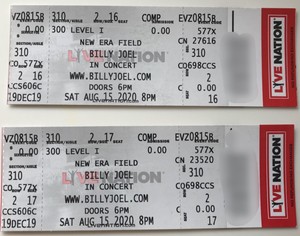 VZ0815B 310 2 16 COMP EVZ0815B
0.00 300 LEVEL I 0.00 577X
310 NEW ERA FIELD CN 27616
BILLY JOEL 310
CO 577X WWW.BILLYJOEL.COM CO698CCS
2 16 IN CONCERT 2
CCS606C DOORS 6PM
19DEC19 SAT AUG 15, 2020 8PM 16
LIVE NATION
VZ0815B 310 2 17 COMP EVZ0815B
0.00 300 LEVEL I 0.00 577X
310 NEW ERA FIELD CN 23520
BILLY JOEL 310
CO 577X WWW.BILLYJOEL.COM CO698CCS
2 17 IN CONCERT 2
CCS606C DOORS 6PM
19DEC19 SAT AUG 15, 2020 8PM 17
LIVE NATION